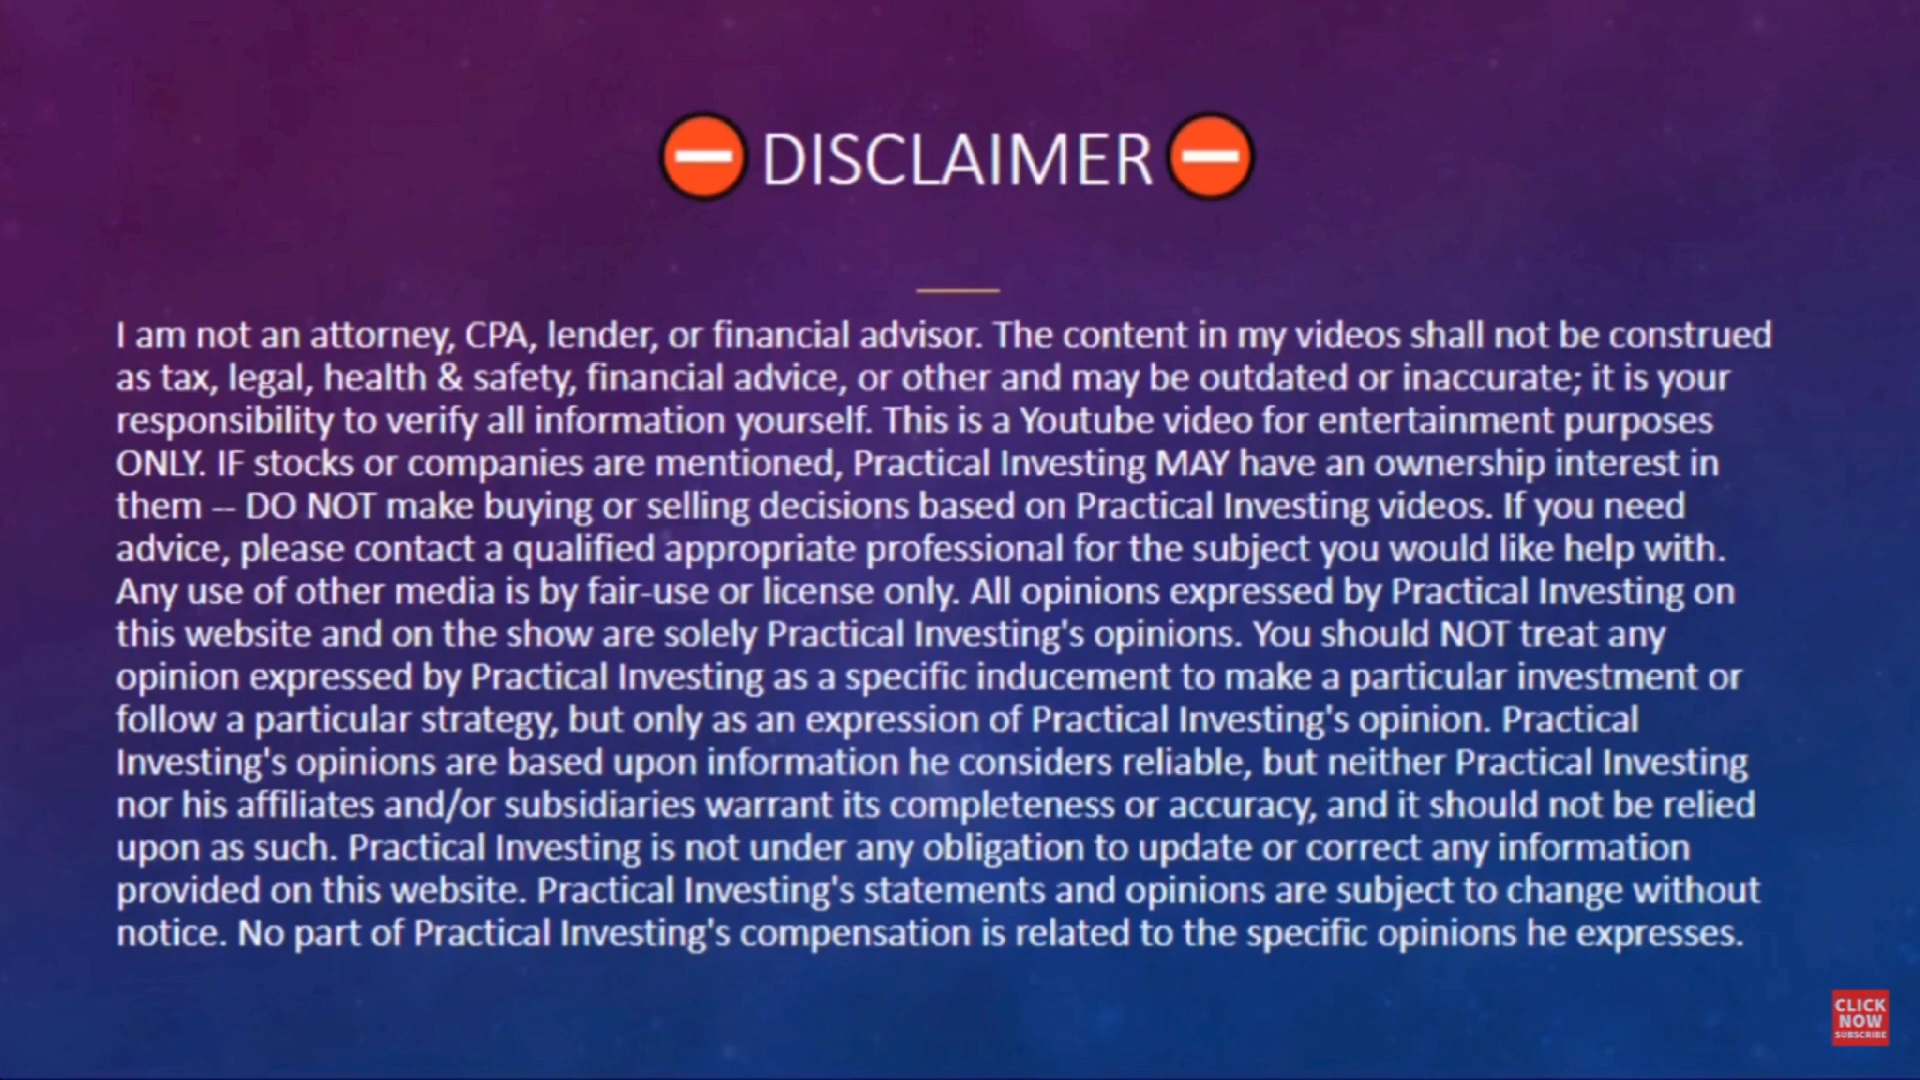 DISCLAIMER
I am not an attorney, CPA, lender, or financial advisor. The content in my videos shall not be construed
as tax, legal, health & safety, financial advice, or other and may be outdated or inaccurate; it is your
responsibility to verify all information yourself. This is a Youtube video for entertainment purposes
ONLY. IF stocks or companies are mentioned, Practical Investing MAY have an ownership interest in
them -- DO NOT make buying or selling decisions based on Practical Investing videos. If you need
advice, please contact a qualified appropriate professional for the subject you would like help with.
Any use of other media is by fair-use or license only. All opinions expressed by Practical Investing on
this website and on the show are solely Practical Investing's opinions. You should NOT treat any
opinion expressed by Practical Investing as a specific inducement to make a particular investment or
follow a particular strategy, but only as an expression of Practical Investing's opinion. Practical
Investing's opinions are based upon information he considers reliable, but neither Practical Investing
nor his affiliates and/or subsidiaries warrant its completeness or accuracy, and it should not be relied
upon as such. Practical Investing is not under any obligation to update or correct any information
provided on this website. Practical Investing's statements and opinions are subject to change without
notice. No part of Practical Investing's compensation is related to the specific opinions he expresses.
CLICK
NOW
SUBSCRIBE